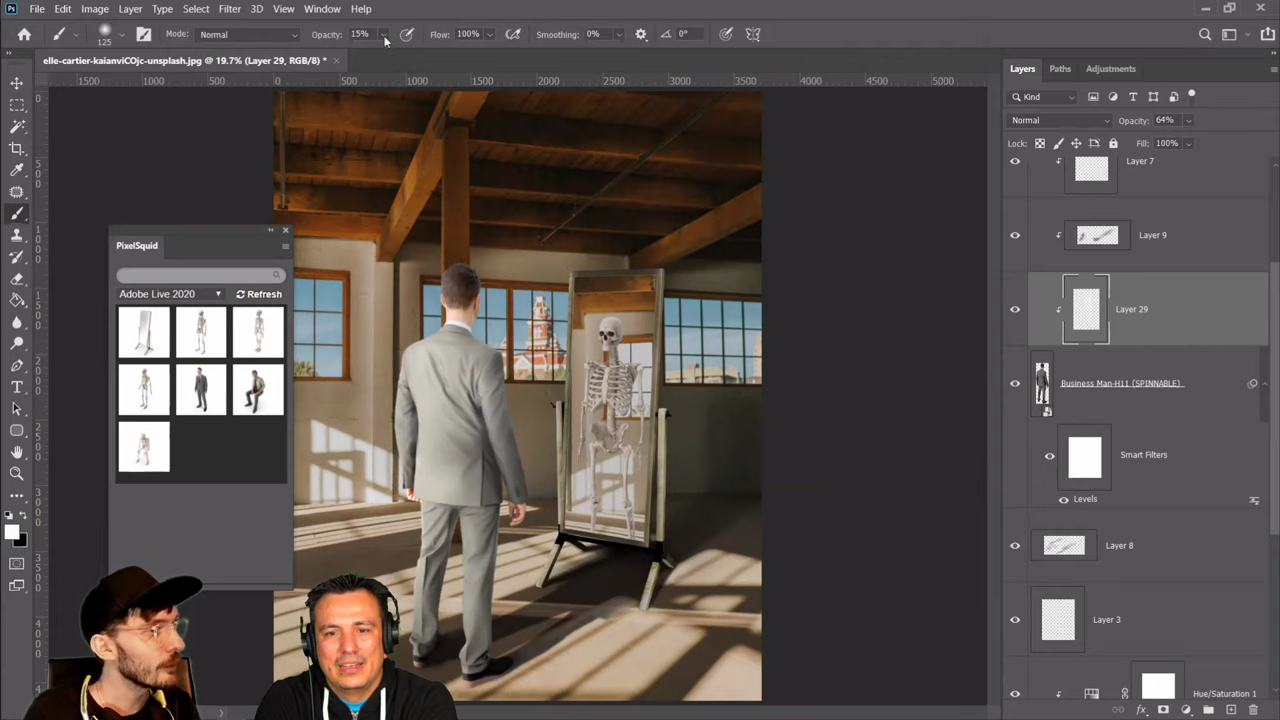 Ps File Edit Image Layer Type Select Filter 3D View Window Help
125 Mode: Normal Opacity: 15% Flow: 100% Smoothing: 0% 0°
elle-cartier-kaianviCOjc-unsplash.jpg @ 19.7% (Layer 29, RGB/8) * ×
1500 1000 500 0 500 1000 1500 2000 2500 3000 3500 4000 4500 5000
Layers Paths Adjustments
Kind
Normal Opacity: 64%
Lock: Fill: 100%
Layer 7
Layer 9
Layer 29
Business Man-H11 (SPINNABLE)
Smart Filters
Levels
Layer 8
Layer 3
Hue/Saturation 1
PixelSquid
Adobe Live 2020 Refresh